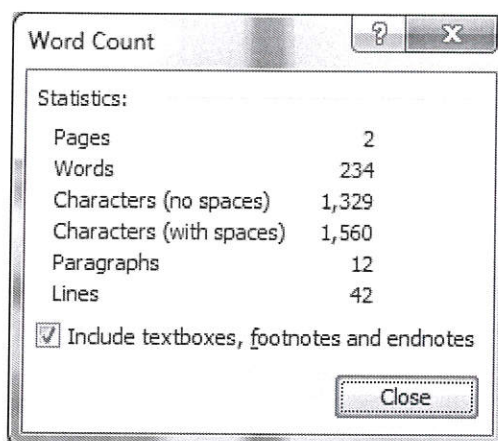 Word Count
?
X
Statistics:
Pages 2
Words 234
Characters (no spaces) 1,329
Characters (with spaces) 1,560
Paragraphs 12
Lines 42
Include textboxes, footnotes and endnotes
Close